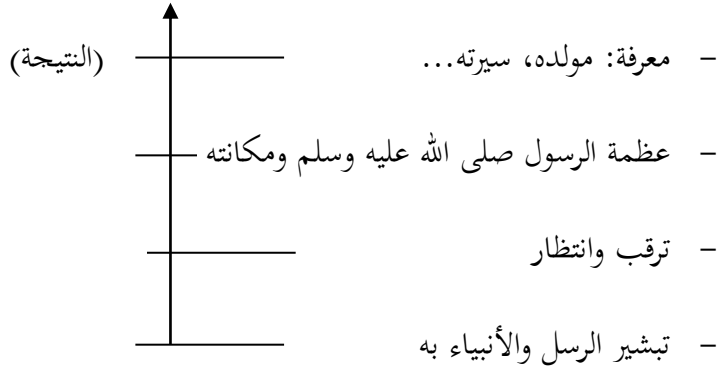 – معرفة: مولده، سيرته... (النتيجة)
– عظمة الرسول صلى الله عليه وسلم ومكانته
– ترقب وانتظار
– تبشير الرسل والأنبياء به